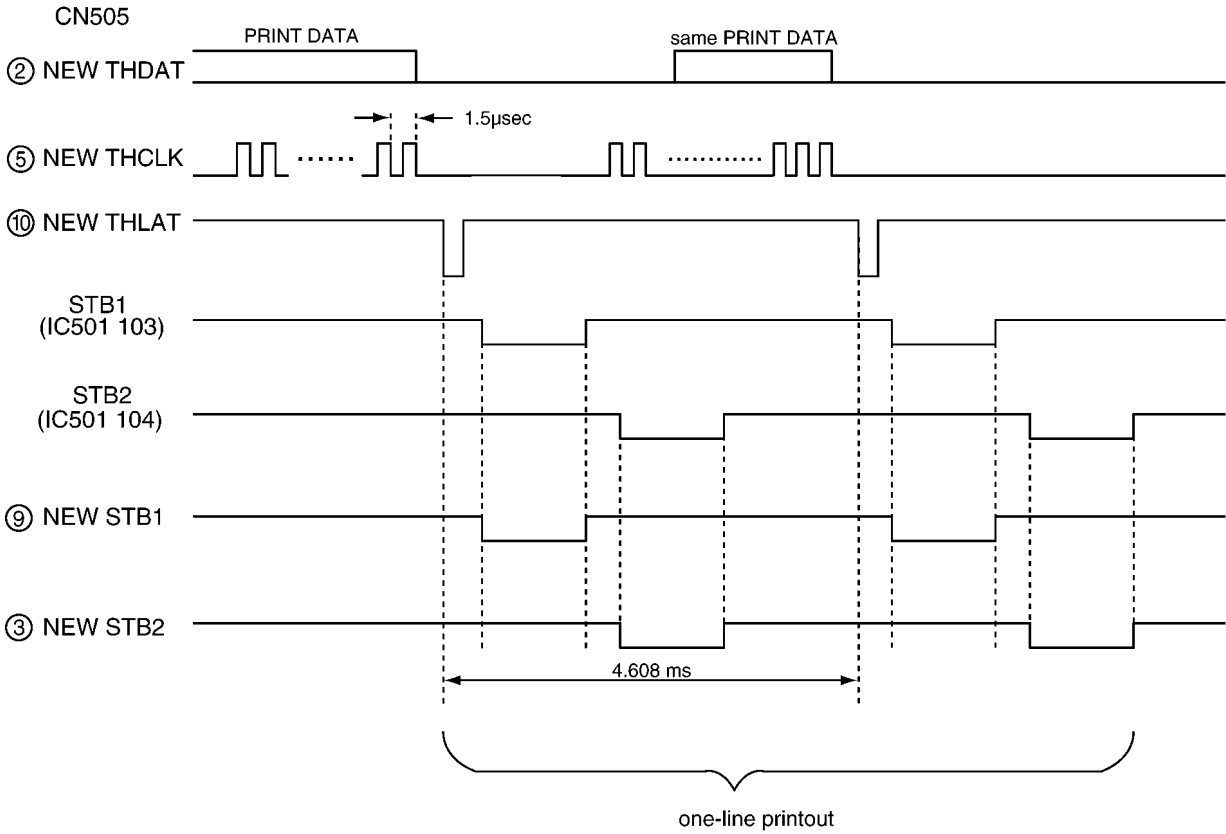 CN505
PRINT DATA
same PRINT DATA
② NEW THDAT
1.5µsec
⑤ NEW THCLK
⑩ NEW THLAT
STB1
(IC501 103)
STB2
(IC501 104)
⑨ NEW STB1
③ NEW STB2
4.608 ms
one-line printout